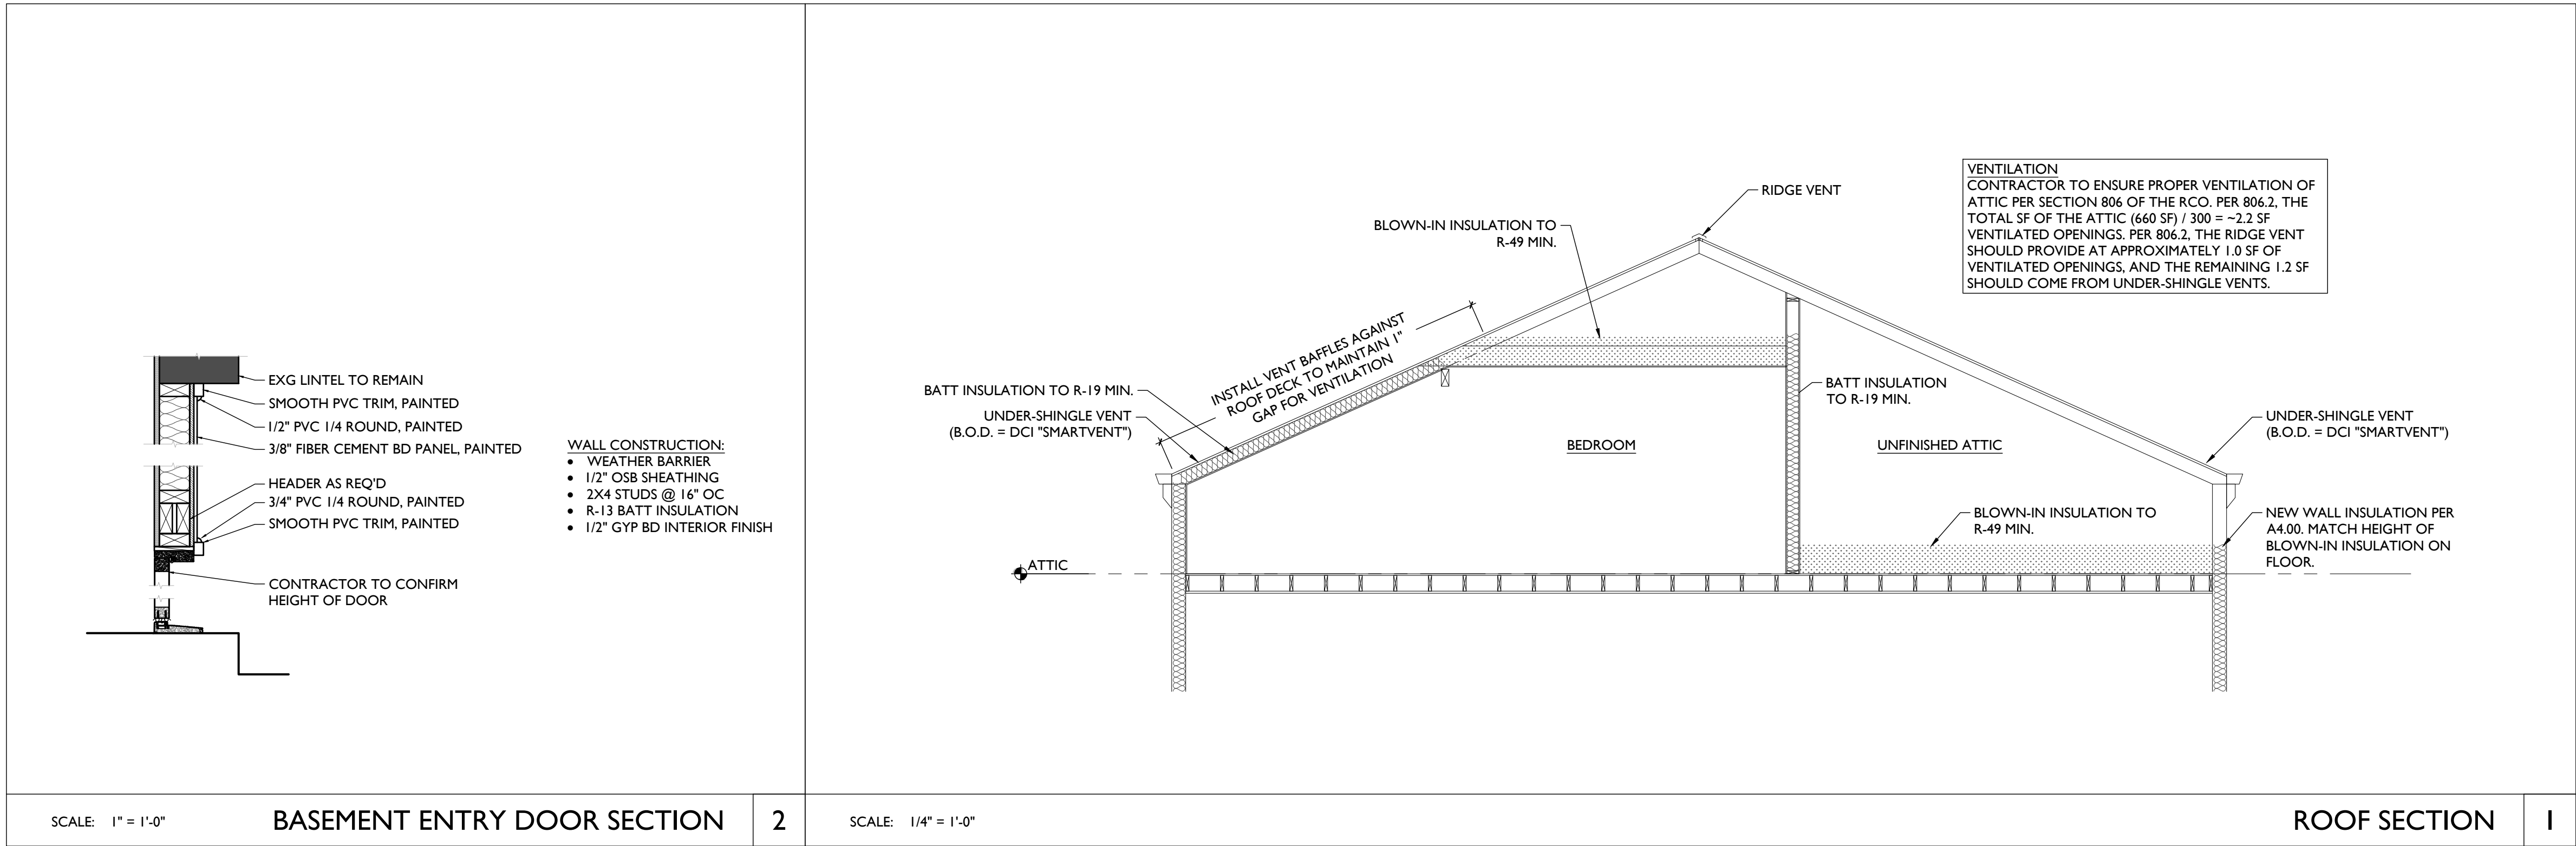 EXG LINTEL TO REMAIN
SMOOTH PVC TRIM, PAINTED
1/2" PVC 1/4 ROUND, PAINTED
3/8" FIBER CEMENT BD PANEL, PAINTED
HEADER AS REQ'D
3/4" PVC 1/4 ROUND, PAINTED
SMOOTH PVC TRIM, PAINTED
CONTRACTOR TO CONFIRM
HEIGHT OF DOOR
WALL CONSTRUCTION:
• WEATHER BARRIER
• 1/2" OSB SHEATHING
• 2X4 STUDS @ 16" OC
• R-13 BATT INSULATION
• 1/2" GYP BD INTERIOR FINISH
SCALE: 1" = 1'-0"
BASEMENT ENTRY DOOR SECTION
2
RIDGE VENT
BLOWN-IN INSULATION TO
R-49 MIN.
VENTILATION
CONTRACTOR TO ENSURE PROPER VENTILATION OF
ATTIC PER SECTION 806 OF THE RCO. PER 806.2, THE
TOTAL SF OF THE ATTIC (660 SF) / 300 = ~2.2 SF
VENTILATED OPENINGS. PER 806.2, THE RIDGE VENT
SHOULD PROVIDE AT APPROXIMATELY 1.0 SF OF
VENTILATED OPENINGS, AND THE REMAINING 1.2 SF
SHOULD COME FROM UNDER-SHINGLE VENTS.
INSTALL VENT BAFFLES AGAINST
ROOF DECK TO MAINTAIN 1"
GAP FOR VENTILATION
BATT INSULATION TO R-19 MIN.
UNDER-SHINGLE VENT
(B.O.D. = DCI "SMARTVENT")
BATT INSULATION
TO R-19 MIN.
BEDROOM
UNFINISHED ATTIC
UNDER-SHINGLE VENT
(B.O.D. = DCI "SMARTVENT")
BLOWN-IN INSULATION TO
R-49 MIN.
NEW WALL INSULATION PER
A4.00. MATCH HEIGHT OF
BLOWN-IN INSULATION ON
FLOOR.
ATTIC
SCALE: 1/4" = 1'-0"
ROOF SECTION
1